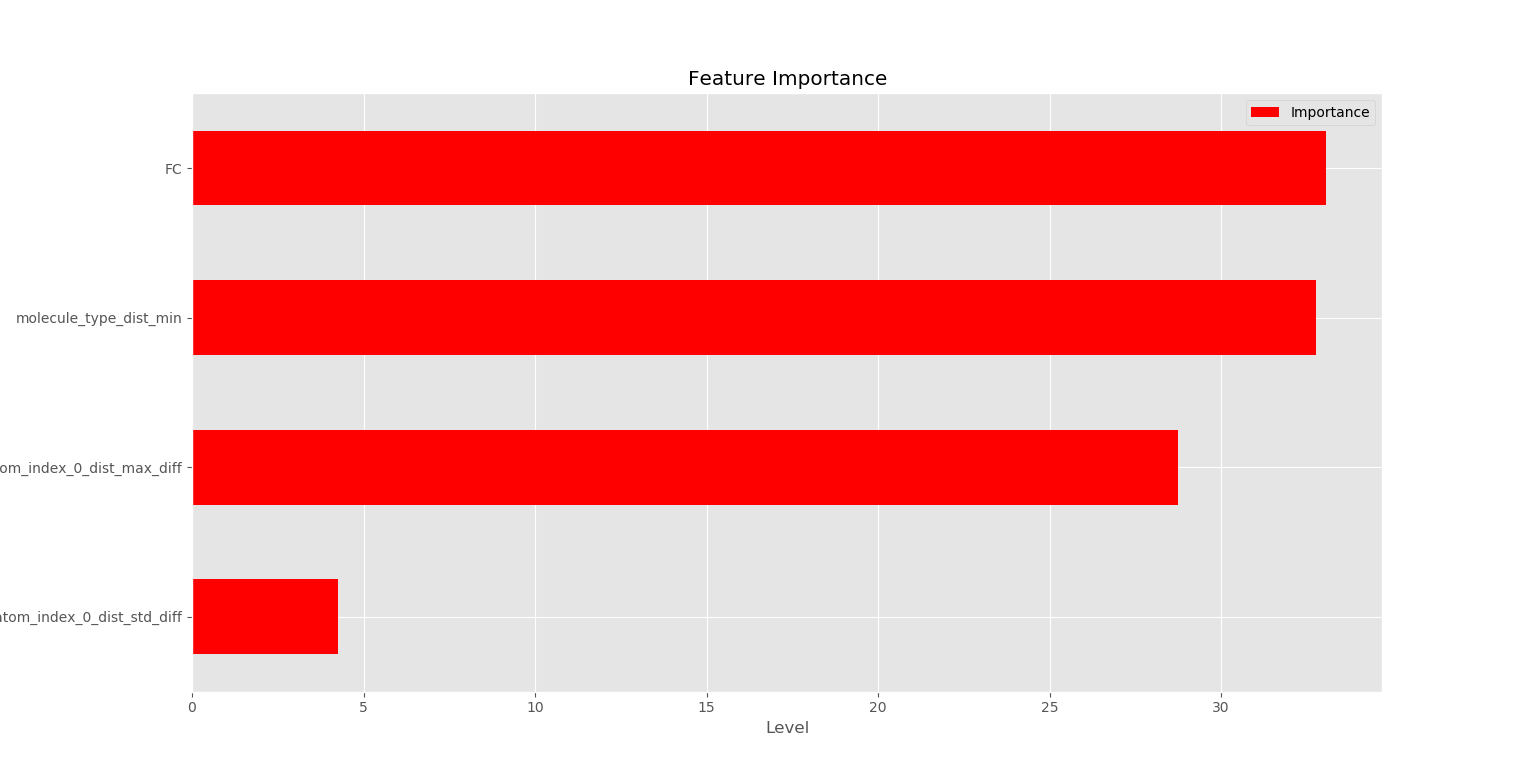 Feature Importance
Importance
FC
molecule_type_dist_min
om_index_0_dist_max_diff
atom_index_0_dist_std_diff
0 5 10 15 20 25 30
Level